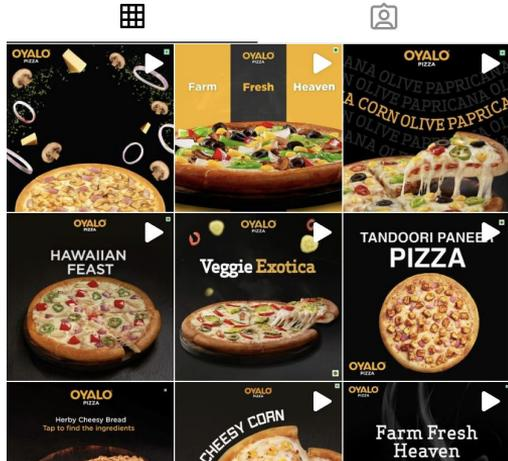 OYALO
PIZZA
OYALO
PIZZA
Farm Fresh Heaven
OYALO
PIZZA
OLIVE PAPRICANA
A CORN OLIVE PAPRICA
HAWAIIAN
FEAST
OYALO
PIZZA
OYALO
PIZZA
Veggie Exotica
TANDOORI PANEER
PIZZA
OYALO
PIZZA
OYALO
PIZZA
Herby Cheesy Bread
Tap to find the ingredients
OYALO
PIZZA
CHEESY CORN
OYALO
PIZZA
Farm Fresh
Heaven